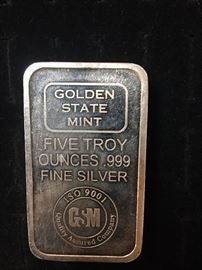 GOLDEN
STATE
MINT
FIVE TROY
OUNCES .999
FINE SILVER
ISO 9001
GSM
Quality Assured Company